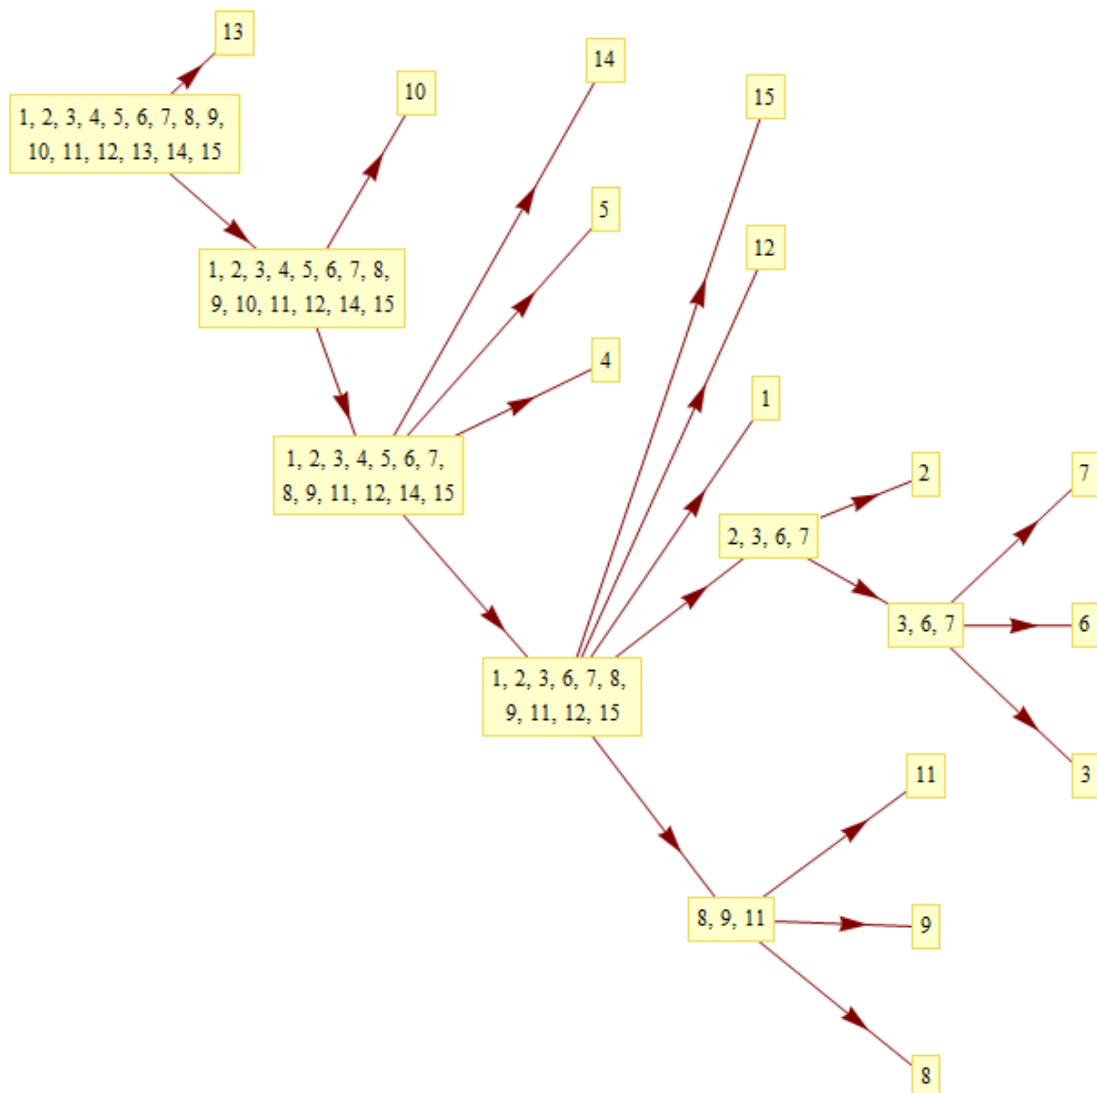 13
1, 2, 3, 4, 5, 6, 7, 8, 9,
10, 11, 12, 13, 14, 15
10
14
15
5
12
1, 2, 3, 4, 5, 6, 7, 8,
9, 10, 11, 12, 14, 15
4
1
1, 2, 3, 4, 5, 6, 7,
8, 9, 11, 12, 14, 15
2
7
2, 3, 6, 7
3, 6, 7
6
1, 2, 3, 6, 7, 8,
9, 11, 12, 15
11
3
8, 9, 11
9
8